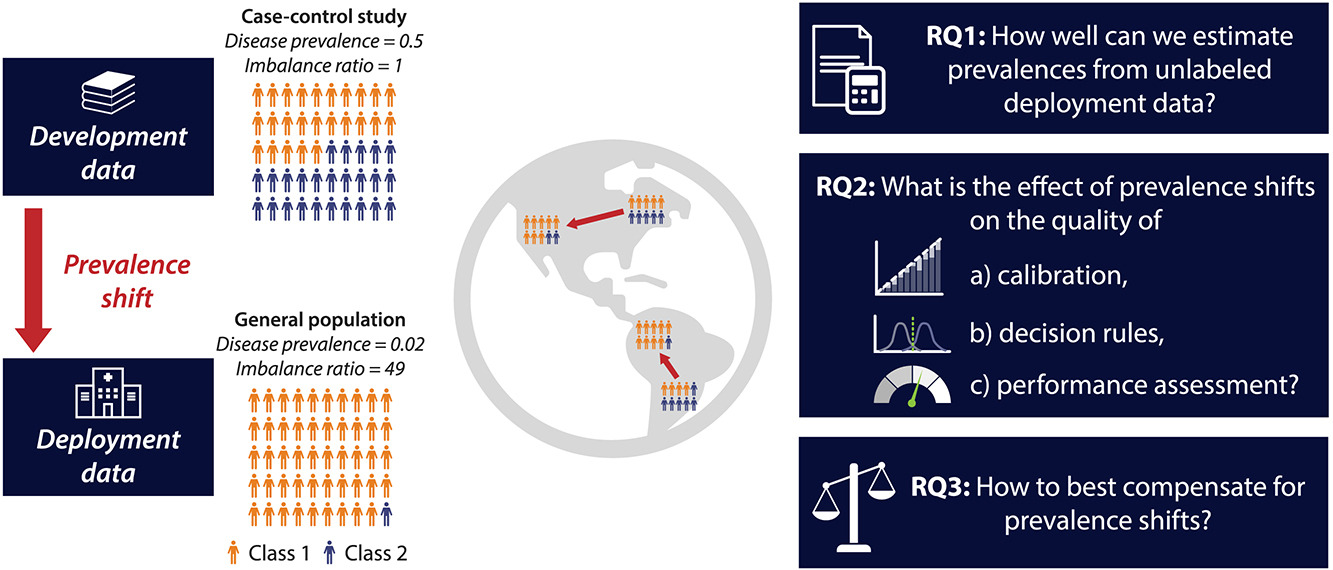 Case-control study
Disease prevalence = 0.5
Imbalance ratio = 1
Development
data
Prevalence
shift
General population
Disease prevalence = 0.02
Imbalance ratio = 49
Deployment
data
Class 1
Class 2
RQ1: How well can we estimate
prevalences from unlabeled
deployment data?
RQ2: What is the effect of prevalence shifts
on the quality of
a) calibration,
b) decision rules,
c) performance assessment?
RQ3: How to best compensate for
prevalence shifts?